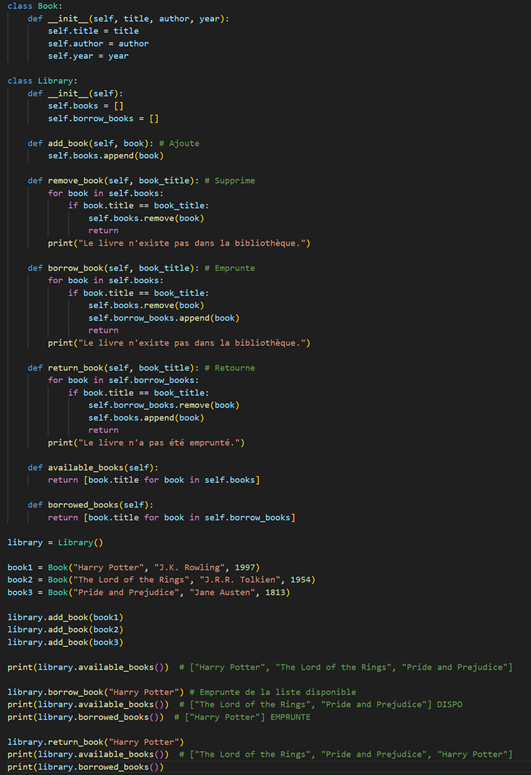 class Book:
    def __init__(self, title, author, year):
        self.title = title
        self.author = author
        self.year = year

class Library:
    def __init__(self):
        self.books = []
        self.borrow_books = []

    def add_book(self, book): # Ajoute
        self.books.append(book)

    def remove_book(self, book_title): # Supprime
        for book in self.books:
            if book.title == book_title:
                self.books.remove(book)
                return
        print("Le livre n'existe pas dans la bibliothèque.")

    def borrow_book(self, book_title): # Emprunte
        for book in self.books:
            if book.title == book_title:
                self.books.remove(book)
                self.borrow_books.append(book)
                return
        print("Le livre n'existe pas dans la bibliothèque.")

    def return_book(self, book_title): # Retourne
        for book in self.borrow_books:
            if book.title == book_title:
                self.borrow_books.remove(book)
                self.books.append(book)
                return
        print("Le livre n'a pas été emprunté.")

    def available_books(self):
        return [book.title for book in self.books]

    def borrowed_books(self):
        return [book.title for book in self.borrow_books]

library = Library()

book1 = Book("Harry Potter", "J.K. Rowling", 1997)
book2 = Book("The Lord of the Rings", "J.R.R. Tolkien", 1954)
book3 = Book("Pride and Prejudice", "Jane Austen", 1813)

library.add_book(book1)
library.add_book(book2)
library.add_book(book3)

print(library.available_books())  # ["Harry Potter", "The Lord of the Rings", "Pride and Prejudice"]

library.borrow_book("Harry Potter") # Emprunte de la liste disponible
print(library.available_books())  # ["The Lord of the Rings", "Pride and Prejudice"] DISPO
print(library.borrowed_books())  # ["Harry Potter"] EMPRUNTE

library.return_book("Harry Potter")
print(library.available_books())  # ["The Lord of the Rings", "Pride and Prejudice", "Harry Potter"]
print(library.borrowed_books())